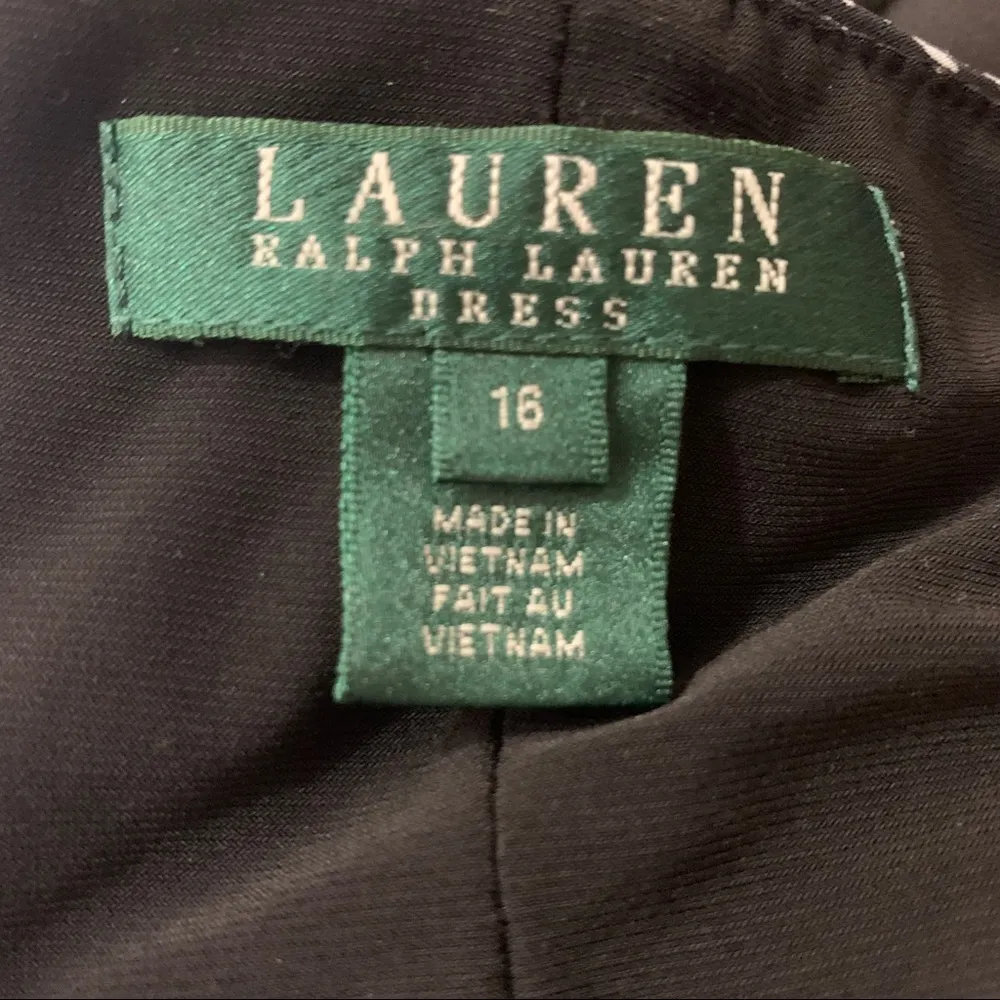 LAUREN
RALPH LAUREN
DRESS
16
MADE IN
VIETNAM
FAIT AU
VIETNAM